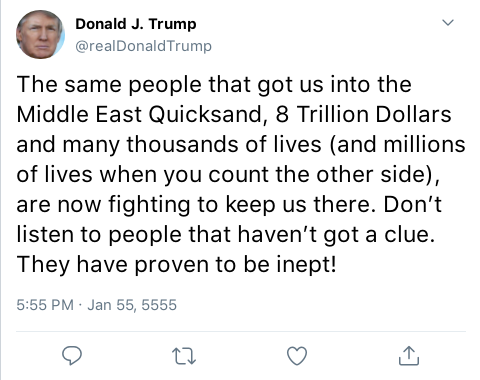 Donald J. Trump
@realDonaldTrump
The same people that got us into the
Middle East Quicksand, 8 Trillion Dollars
and many thousands of lives (and millions
of lives when you count the other side),
are now fighting to keep us there. Don’t
listen to people that haven’t got a clue.
They have proven to be inept!
5:55 PM · Jan 55, 5555